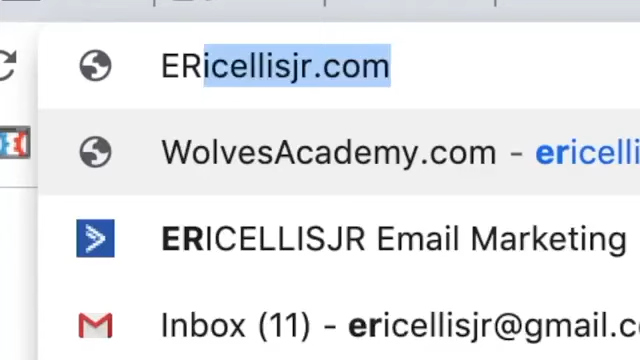 ERicellisjr.com
WolvesAcademy.com - ericelli
ERICELLISJR Email Marketing
Inbox (11) - ericellisjr@gmail.c